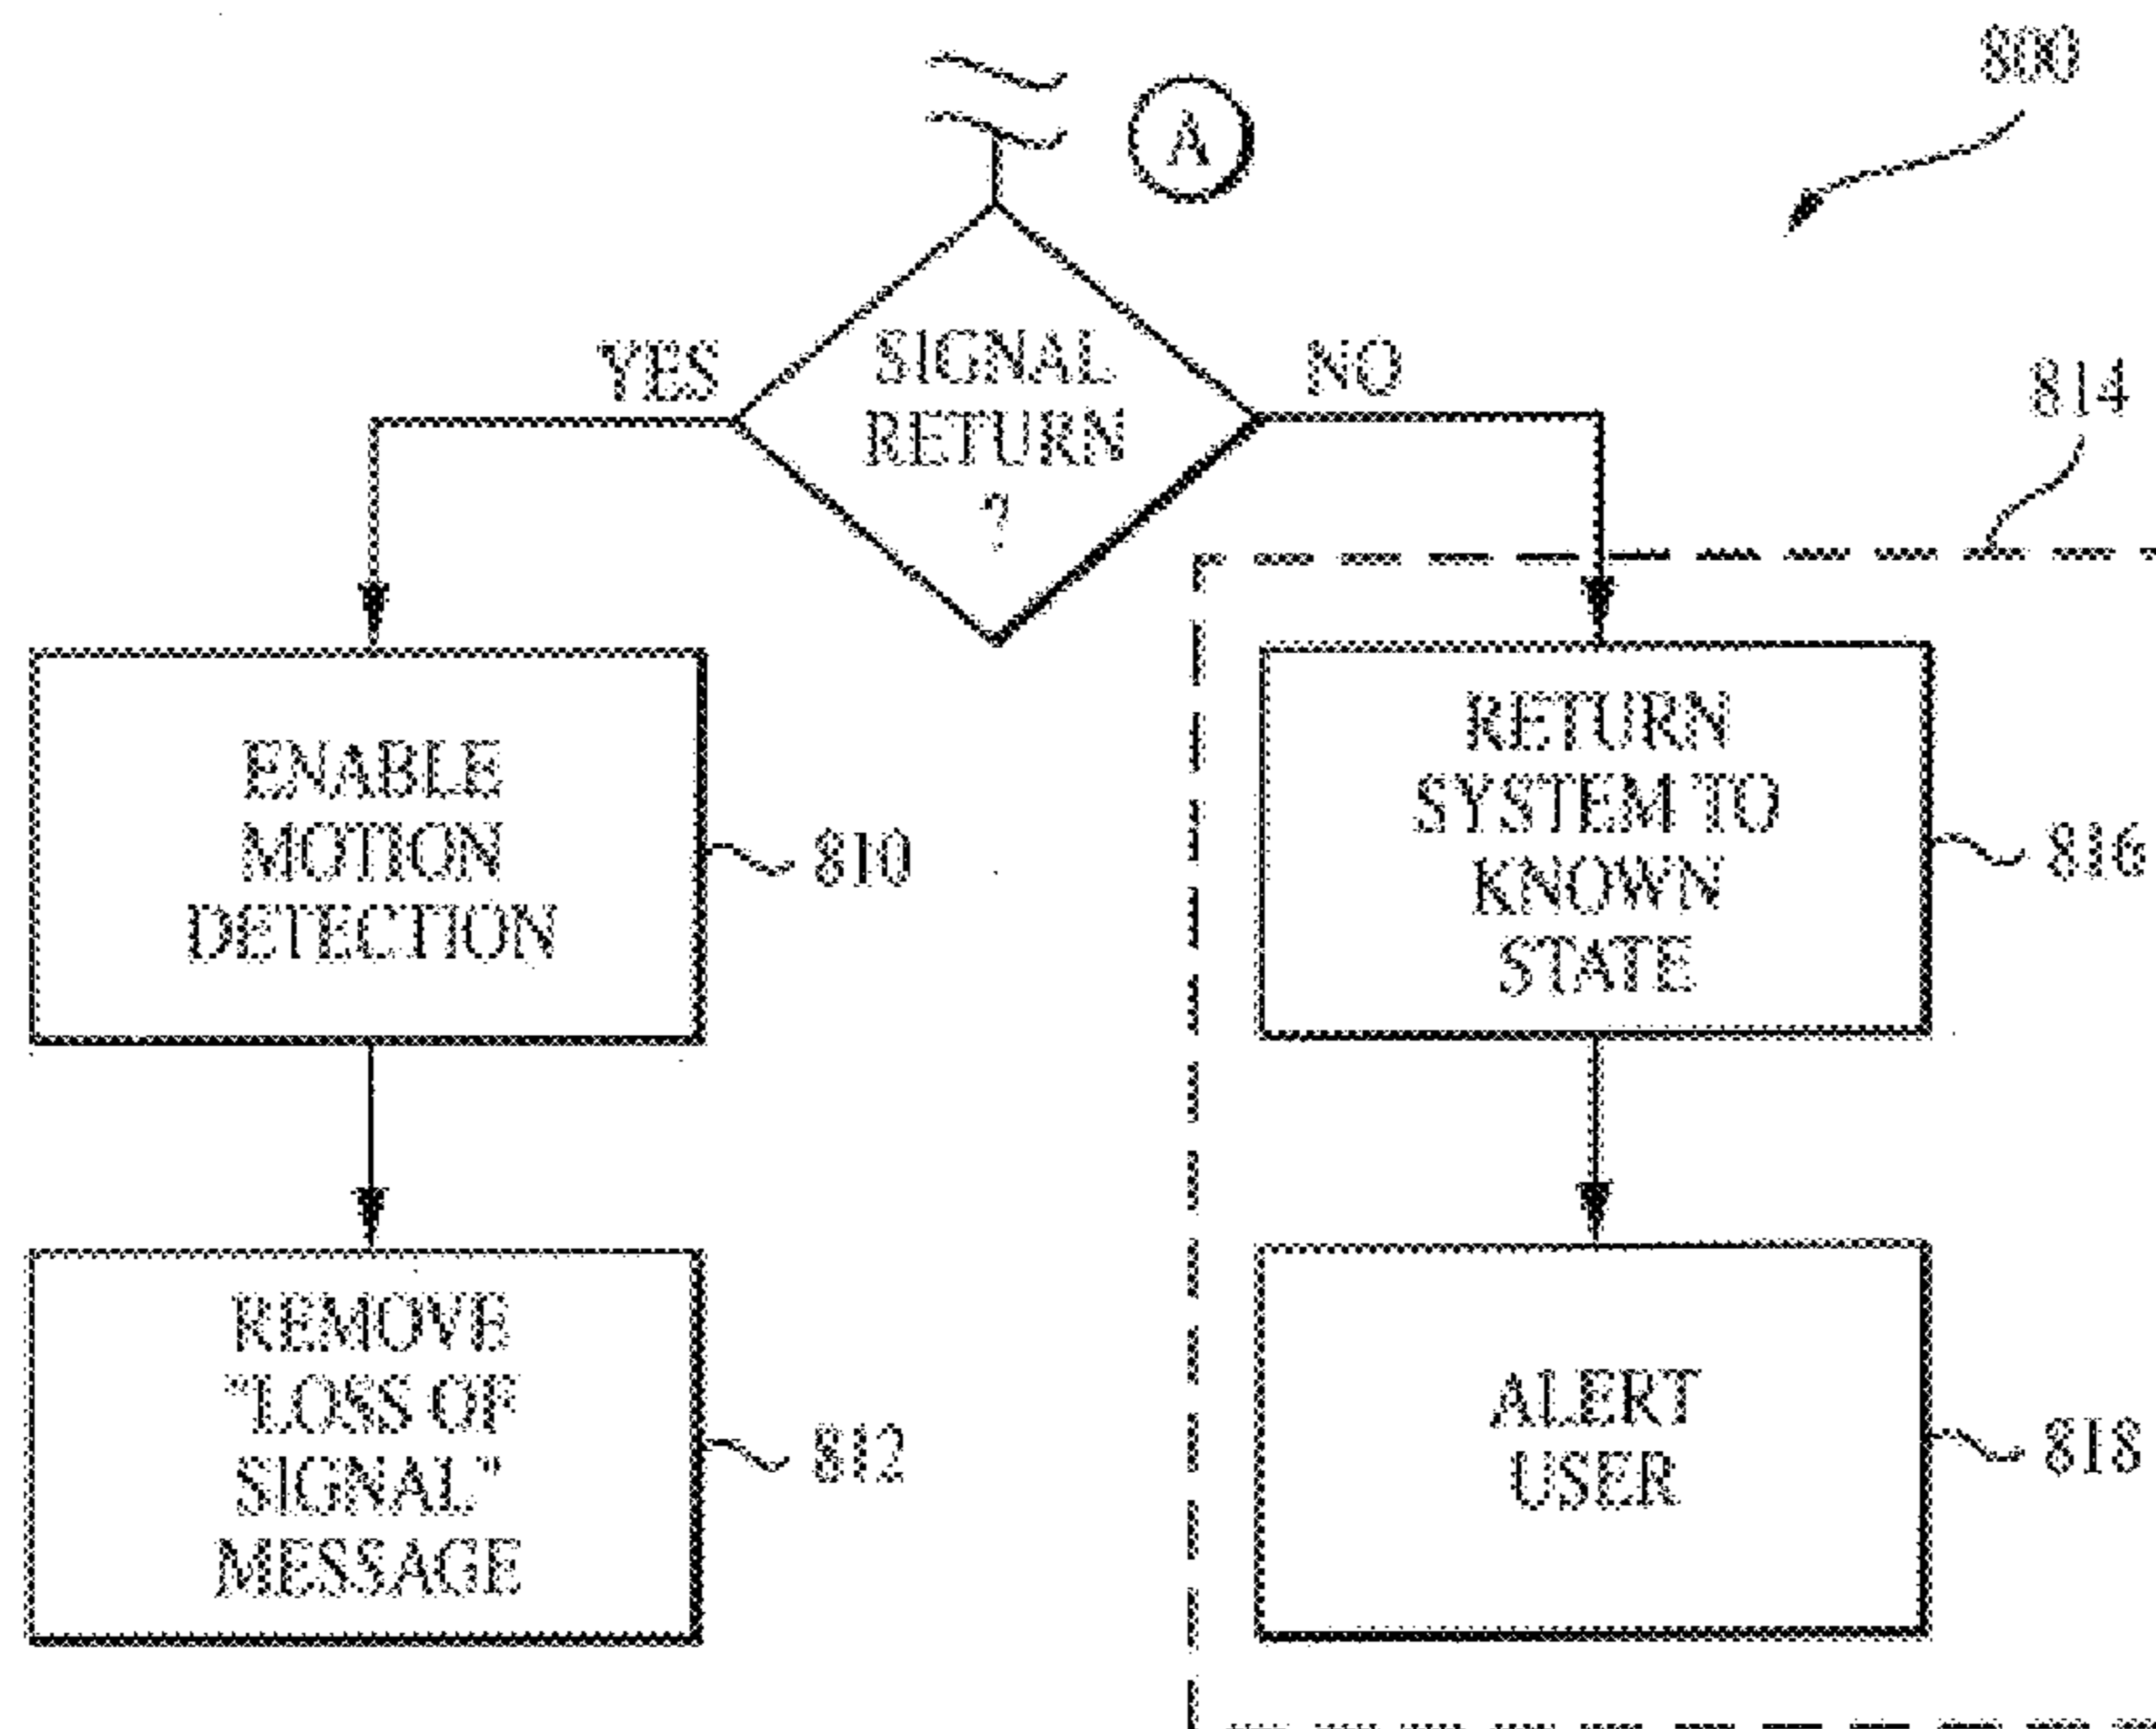 800
A
SIGNAL
RETURN
?
YES
NO
814
ENABLE
MOTION
DETECTION
810
RETURN
SYSTEM TO
KNOWN
STATE
816
REMOVE
"LOSS OF
SIGNAL"
MESSAGE
812
ALERT
USER
818